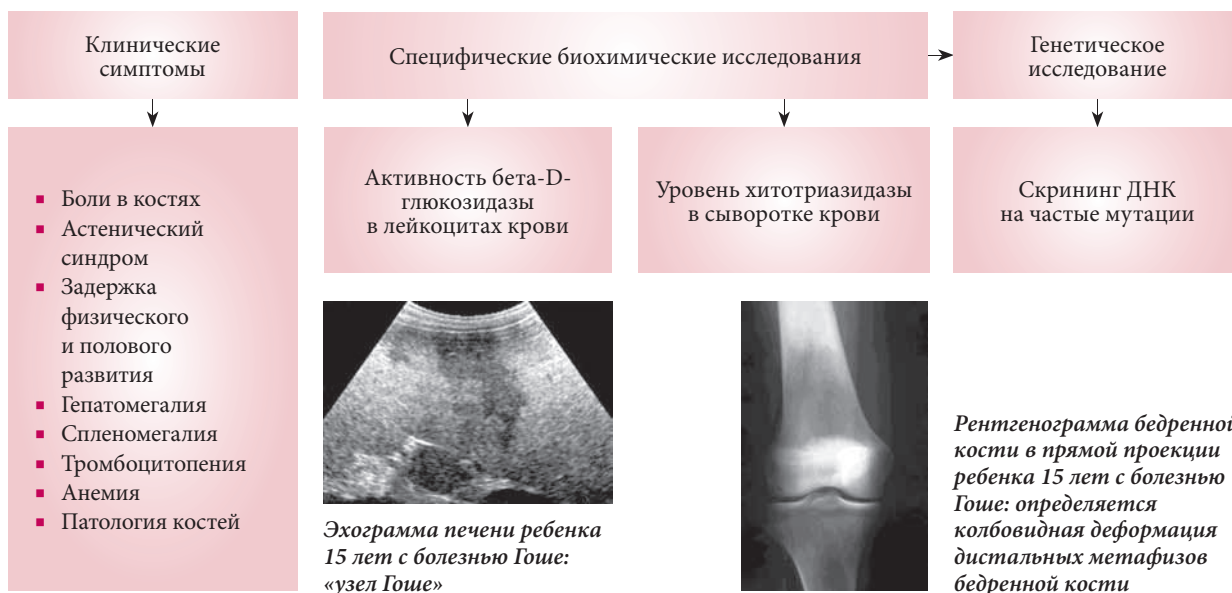 Клинические
симптомы
Специфические биохимические исследования
Генетическое
исследование
Боли в костях
Астенический
синдром
Задержка
физического
и полового
развития
Гепатомегалия
Спленомегалия
Тромбоцитопения
Анемия
Патология костей
Активность бета-D-
глюкозидазы
в лейкоцитах крови
Уровень хитотриазидазы
в сыворотке крови
Скрининг ДНК
на частые мутации
Эхограмма печени ребенка
15 лет с болезнью Гоше:
«узел Гоше»
Рентгенограмма бедренной
кости в прямой проекции
ребенка 15 лет с болезнью
Гоше: определяется
колбовидная деформация
дистальных метафизов
бедренной кости